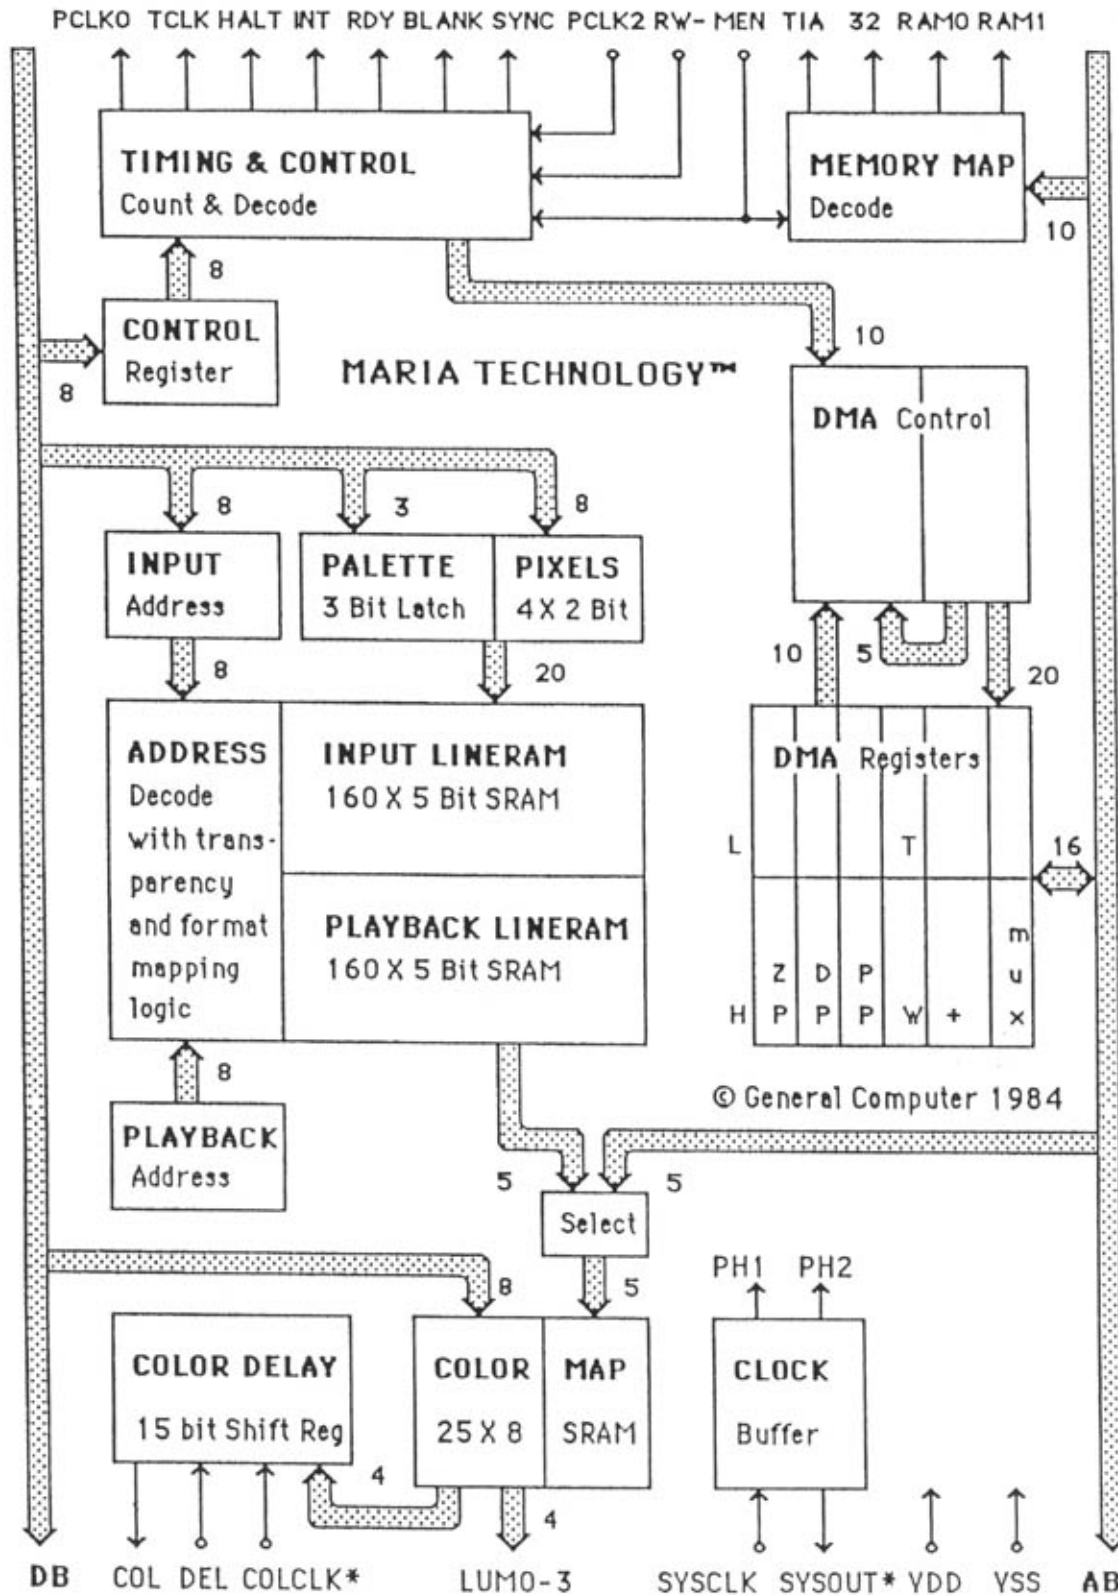 PCLK0 TCLK HALT INT RDY BLANK SYNC PCLK2 RW- MEN TIA 32 RAM0 RAM1
TIMING & CONTROL
Count & Decode
MEMORY MAP
Decode
10
8
CONTROL
Register
8
10
MARIA TECHNOLOGY™
DMA Control
8
3
8
INPUT
Address
PALETTE
3 Bit Latch
PIXELS
4 X 2 Bit
8
20
10
5
20
ADDRESS
Decode
with trans-
parency
and format
mapping
logic
INPUT LINERAM
160 X 5 Bit SRAM
PLAYBACK LINERAM
160 X 5 Bit SRAM
DMA Registers
L
T
16
m
Z D P u
H P P P W + x
8
PLAYBACK
Address
© General Computer 1984
5
5
Select
8
5
PH1 PH2
COLOR DELAY
15 bit Shift Reg
COLOR
25 X 8
MAP
SRAM
CLOCK
Buffer
4
4
DB COL DEL COLCLK* LUM0-3 SYSCLK SYSOUT* VDD VSS AB